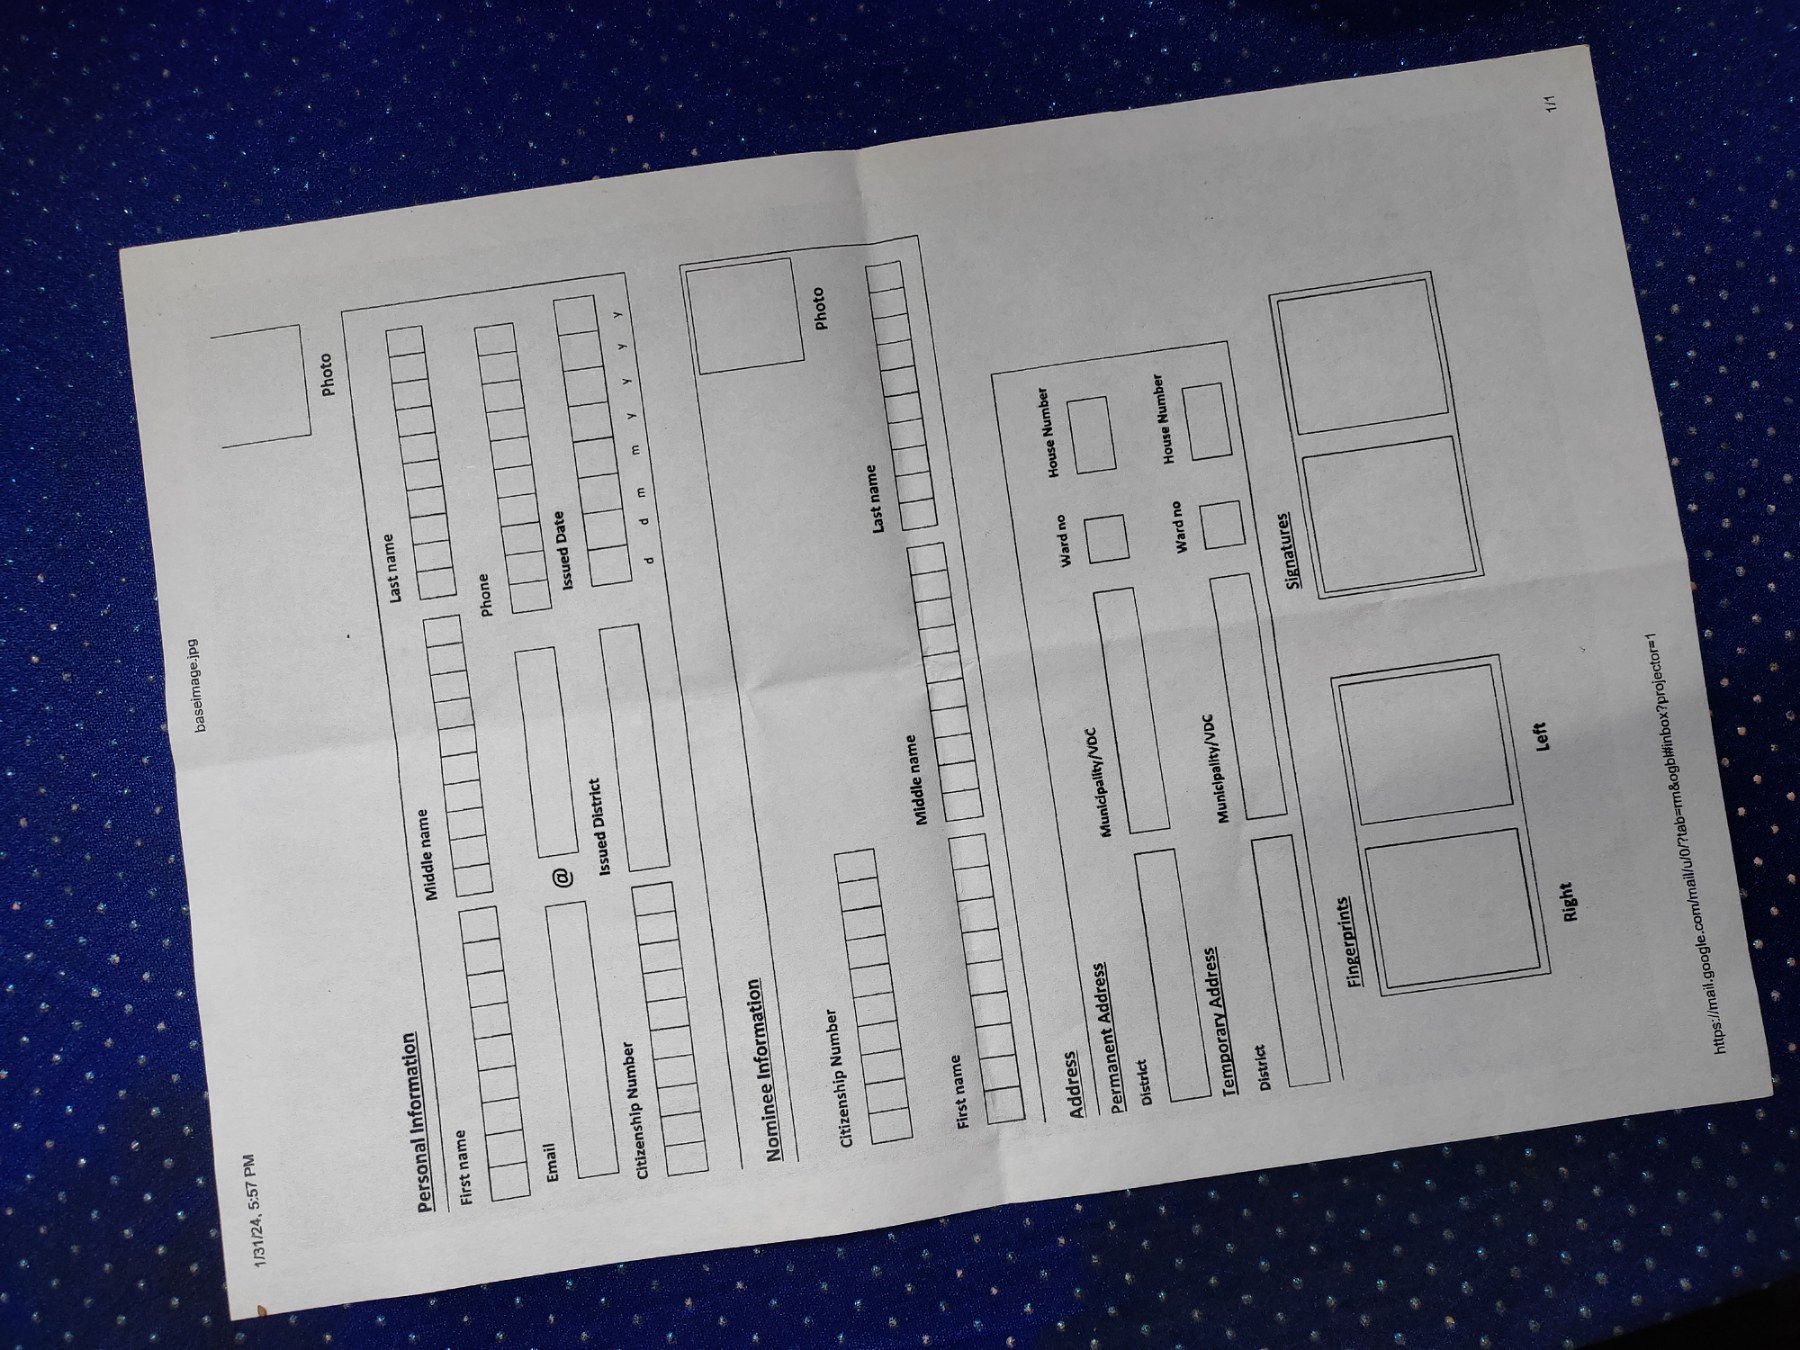 1/31/24, 5:57 PM baseimage.jpg
Photo
Personal Information
First name Middle name Last name
Email @ Phone
Citizenship Number Issued District Issued Date
d d m m y y y y
Nominee Information
Photo
Citizenship Number
First name Middle name Last name
Address
Permanent Address
District Municipality/VDC Ward no House Number
Temporary Address
District Municipality/VDC Ward no House Number
Fingerprints Signatures
Right Left
1/1
https://mail.google.com/mail/u/0/?tab=rm&ogbl#inbox?projector=1